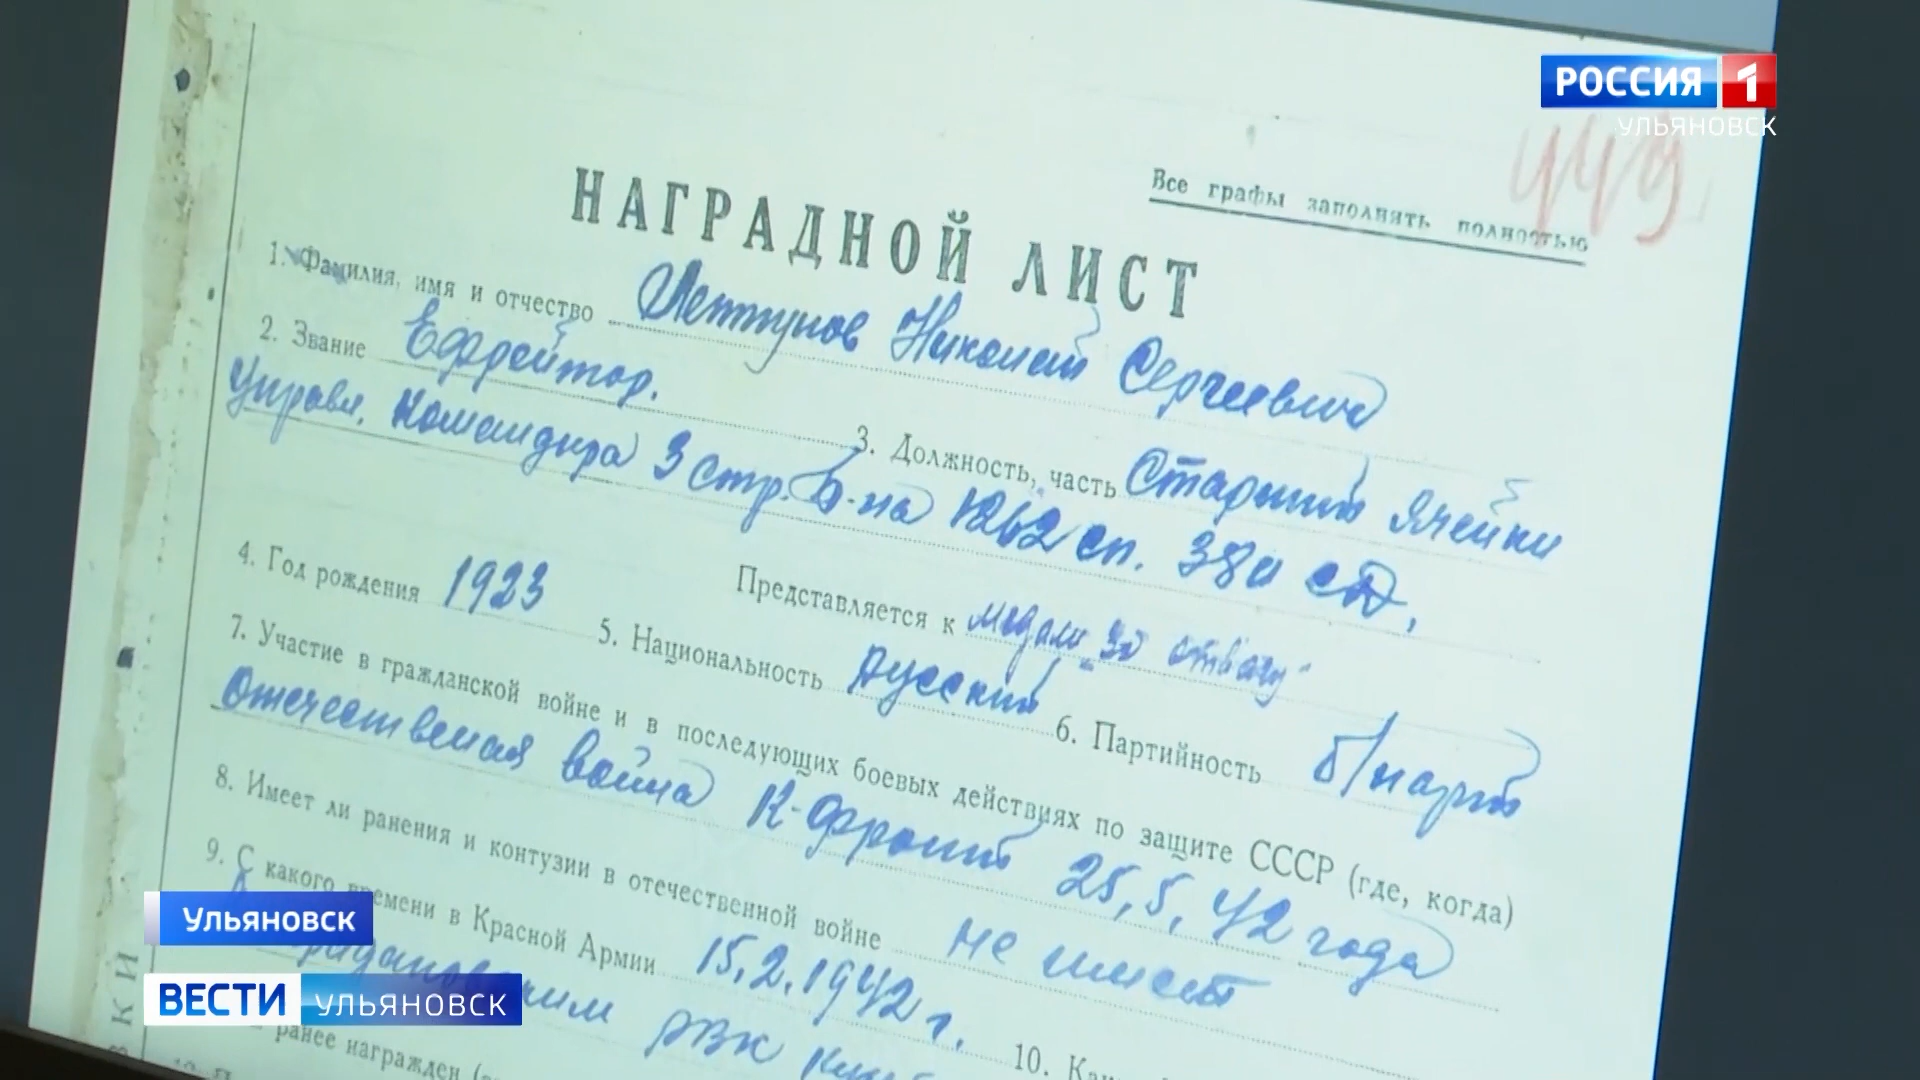 РОССИЯ 1
УЛЬЯНОВСК
449
Все графы заполнять полностью
НАГРАДНОЙ ЛИСТ
1. Фамилия, имя и отчество Лептунов Николай Сергеевич
2. Звание Ефрейтор.
3. Должность, часть Старший ячейки
управл. командира 3 стр. б-на 1262 сп. 380 сд.
Представляется к медали "За отвагу"
4. Год рождения 1923
5. Национальность русский
6. Партийность б/парт
7. Участие в гражданской войне и в последующих боевых действиях по защите СССР (где, когда)
Отечественная война К-фронт 25,5,42 года
8. Имеет ли ранения и контузии в отечественной войне не имеет
9. С какого времени в Красной Армии 15.2.1942 г.
10.
РВК
ранее награжден
Ульяновск
ВЕСТИ УЛЬЯНОВСК